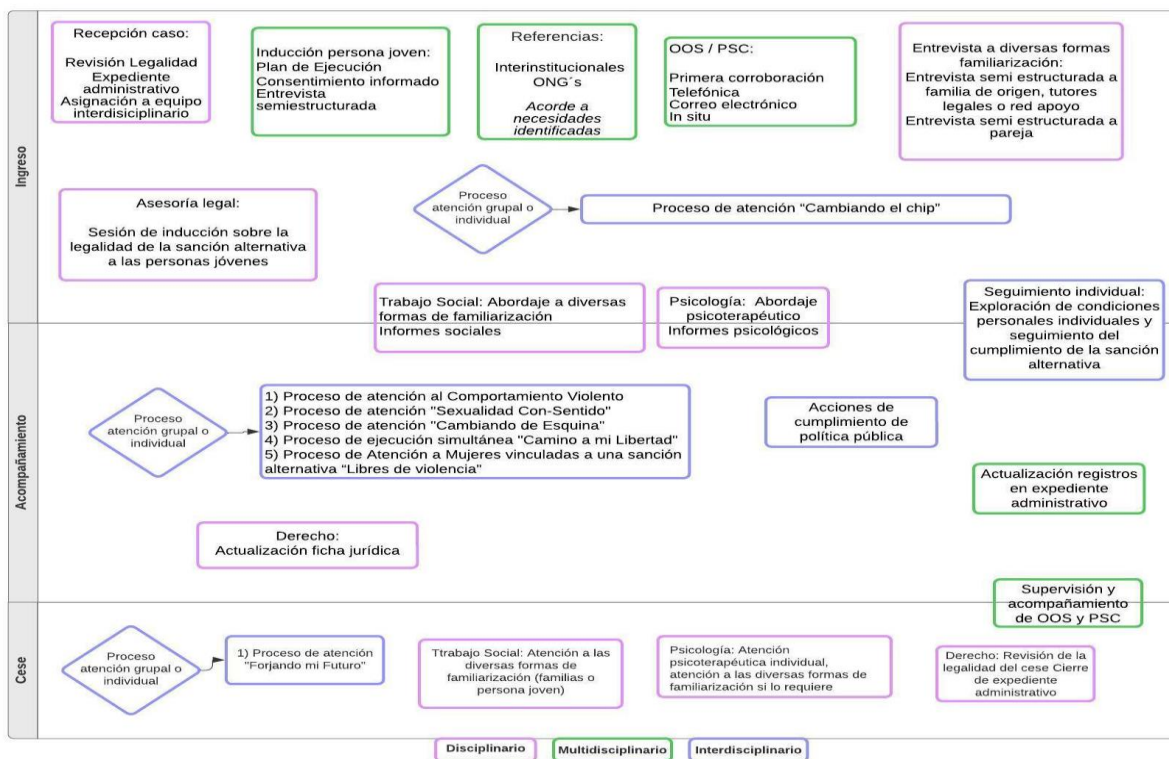 Ingreso
Recepción caso:
Revisión Legalidad
Expediente
administrativo
Asignación a equipo
interdisiciplinario
Inducción persona joven:
Plan de Ejecución
Consentimiento informado
Entrevista
semiestructurada
Referencias:
Interinstitucionales
ONG´s
Acorde a
necesidades
identificadas
OOS / PSC:
Primera corroboración
Telefónica
Correo electrónico
In situ
Entrevista a diversas formas
familiarización:
Entrevista semi estructurada a
familia de origen, tutores
legales o red apoyo
Entrevista semi estructurada a
pareja
Asesoría legal:
Sesión de inducción sobre la
legalidad de la sanción alternativa
a las personas jóvenes
Proceso
atención grupal o
individual
Proceso de atención "Cambiando el chip"
Trabajo Social: Abordaje a diversas
formas de familiarización
Informes sociales
Psicología: Abordaje
psicoterapéutico
Informes psicológicos
Seguimiento individual:
Exploración de condiciones
personales individuales y
seguimiento del
cumplimiento de la sanción
alternativa
Acompañamiento
Proceso
atención grupal o
individual
1) Proceso de atención al Comportamiento Violento
2) Proceso de atención "Sexualidad Con-Sentido"
3) Proceso de atención "Cambiando de Esquina"
4) Proceso de ejecución simultánea "Camino a mi Libertad"
5) Proceso de Atención a Mujeres vinculadas a una sanción
alternativa "Libres de violencia"
Acciones de
cumplimiento de
política pública
Actualización registros
en expediente
administrativo
Derecho:
Actualización ficha jurídica
Supervisión y
acompañamiento
de OOS y PSC
Cese
Proceso
atención grupal o
individual
1) Proceso de atención
"Forjando mi Futuro"
Ttrabajo Social: Atención a las
diversas formas de
familiarización (familias o
persona joven)
Psicología: Atención
psicoterapéutica individual,
atención a las diversas formas de
familiarización si lo requiere
Derecho: Revisión de la
legalidad del cese Cierre
de expediente
administrativo
Disciplinario
Multidisciplinario
Interdisciplinario